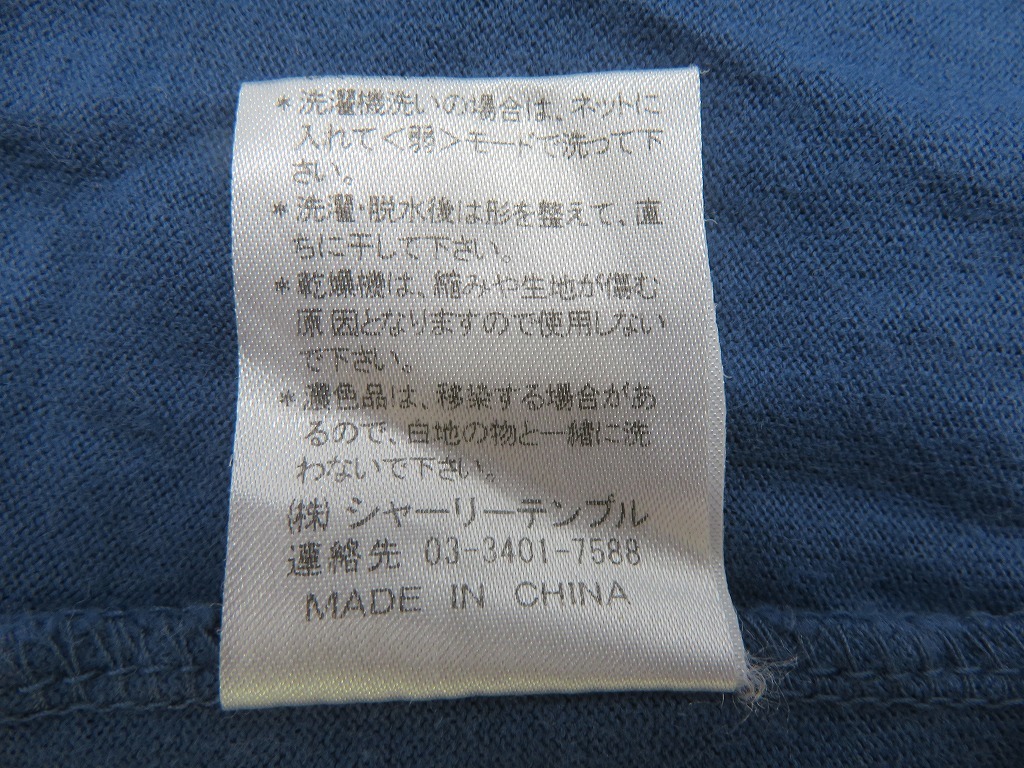 *洗濯機洗いの場合は、ネットに
入れて<弱>モードで洗って下
さい。
*洗濯・脱水後は形を整えて、直
ちに干して下さい。
*乾燥機は、縮みや生地が傷む
原因となりますので使用しない
で下さい。
*濃色品は、移染する場合があ
るので、白地の物と一緒に洗
わないで下さい。
(株)シャーリーテンプル
連絡先 03-3401-7588
MADE IN CHINA